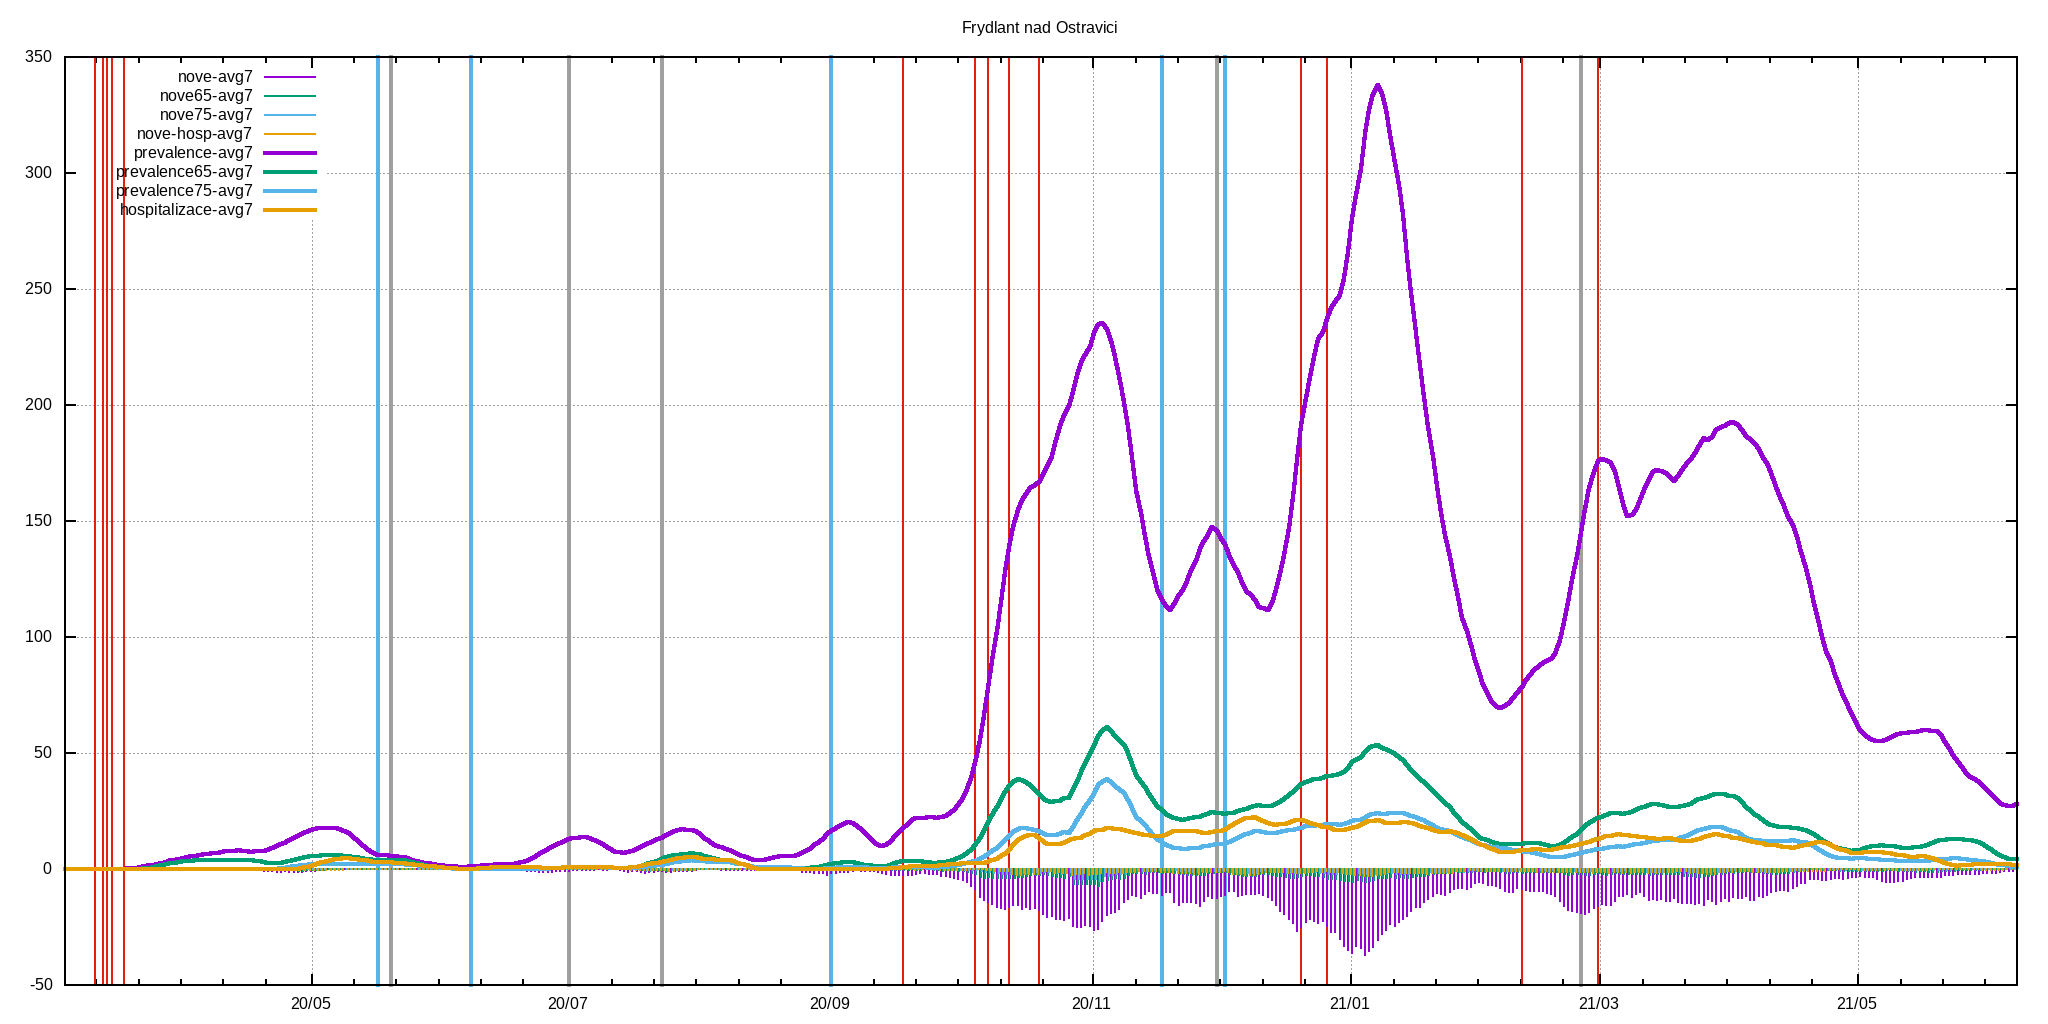 Frydlant nad Ostravici
350
300
250
200
150
100
50
0
-50
nove-avg7
nove65-avg7
nove75-avg7
nove-hosp-avg7
prevalence-avg7
prevalence65-avg7
prevalence75-avg7
hospitalizace-avg7
20/05 20/07 20/09 20/11 21/01 21/03 21/05